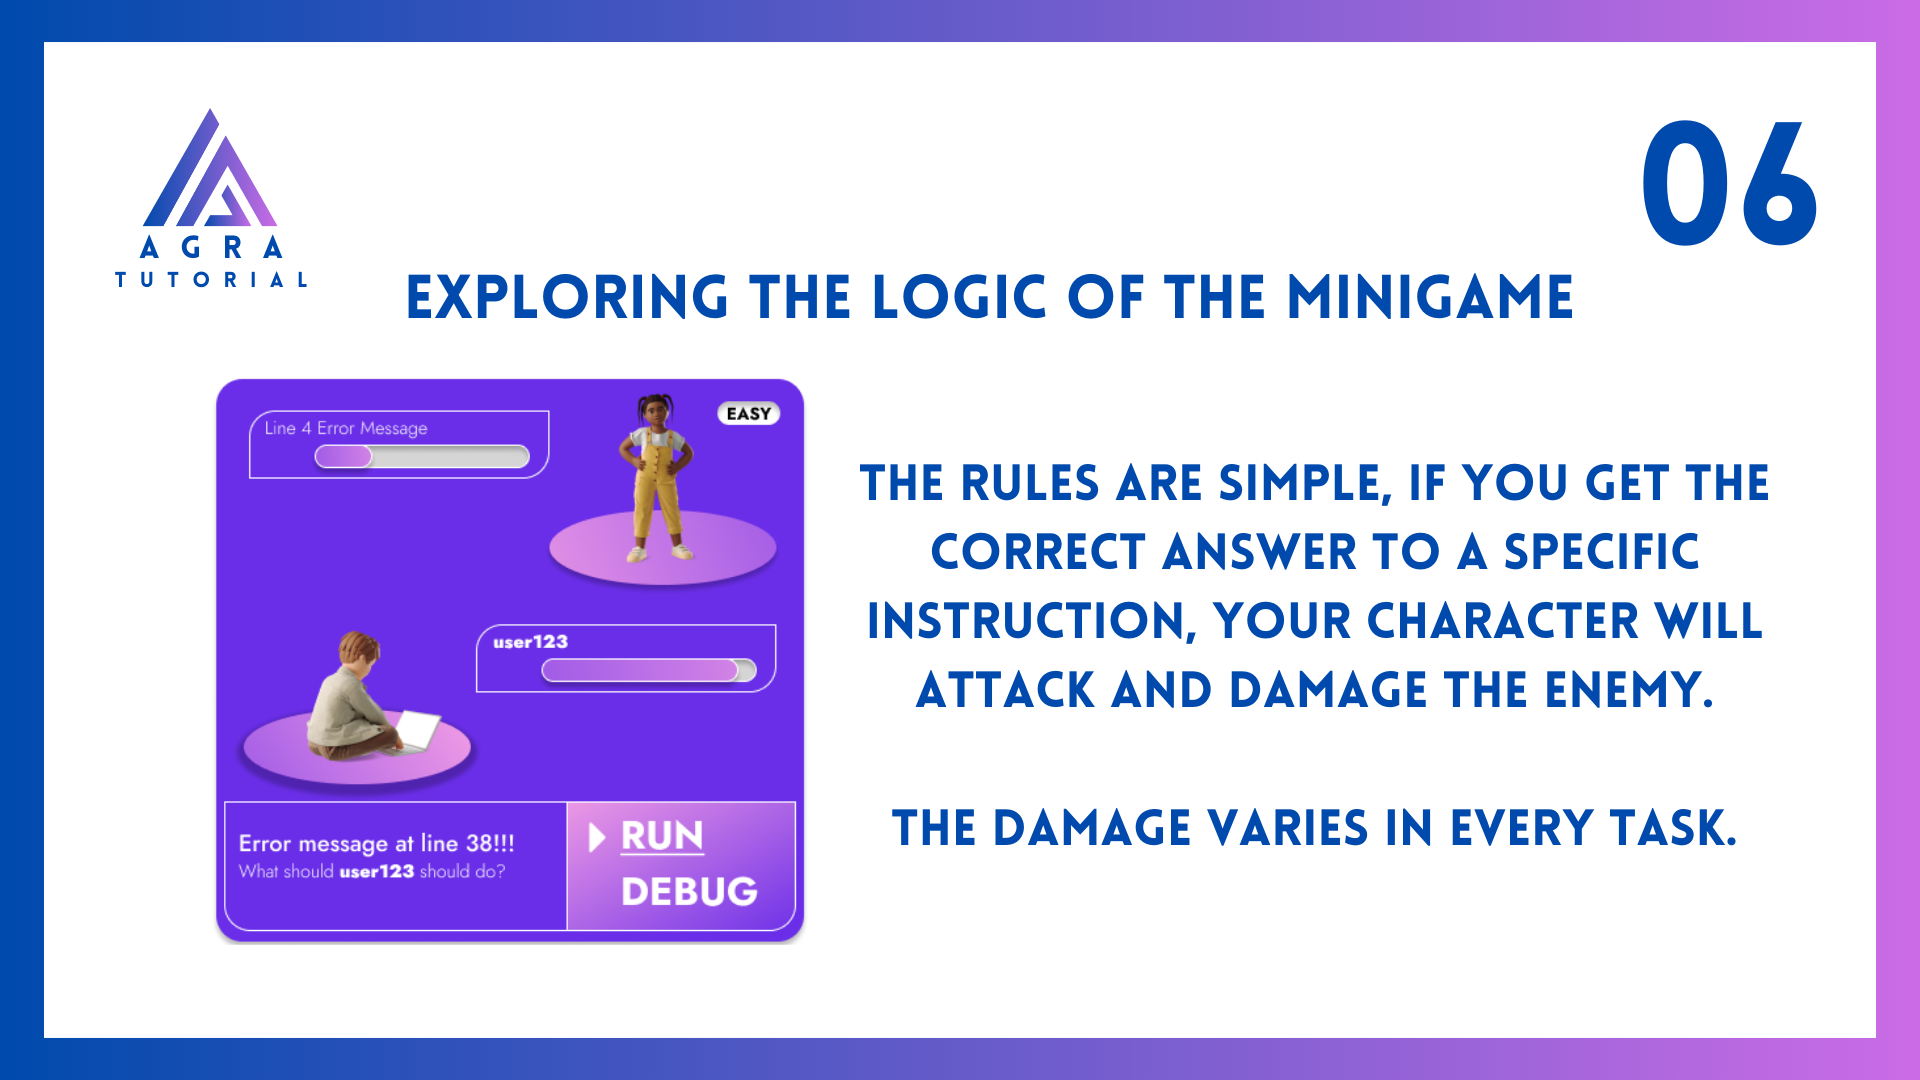 06
AGRA
TUTORIAL
EXPLORING THE LOGIC OF THE MINIGAME
EASY
Line 4 Error Message
user123
Error message at line 38!!!
What should user123 should do?
RUN
DEBUG
THE RULES ARE SIMPLE, IF YOU GET THE
CORRECT ANSWER TO A SPECIFIC
INSTRUCTION, YOUR CHARACTER WILL
ATTACK AND DAMAGE THE ENEMY.
THE DAMAGE VARIES IN EVERY TASK.